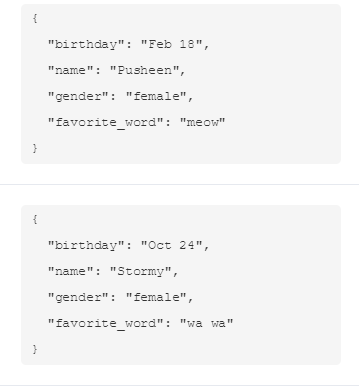 {
"birthday": "Feb 18",
"name": "Pusheen",
"gender": "female",
"favorite_word": "meow"
}
{
"birthday": "Oct 24",
"name": "Stormy",
"gender": "female",
"favorite_word": "wa wa"
}